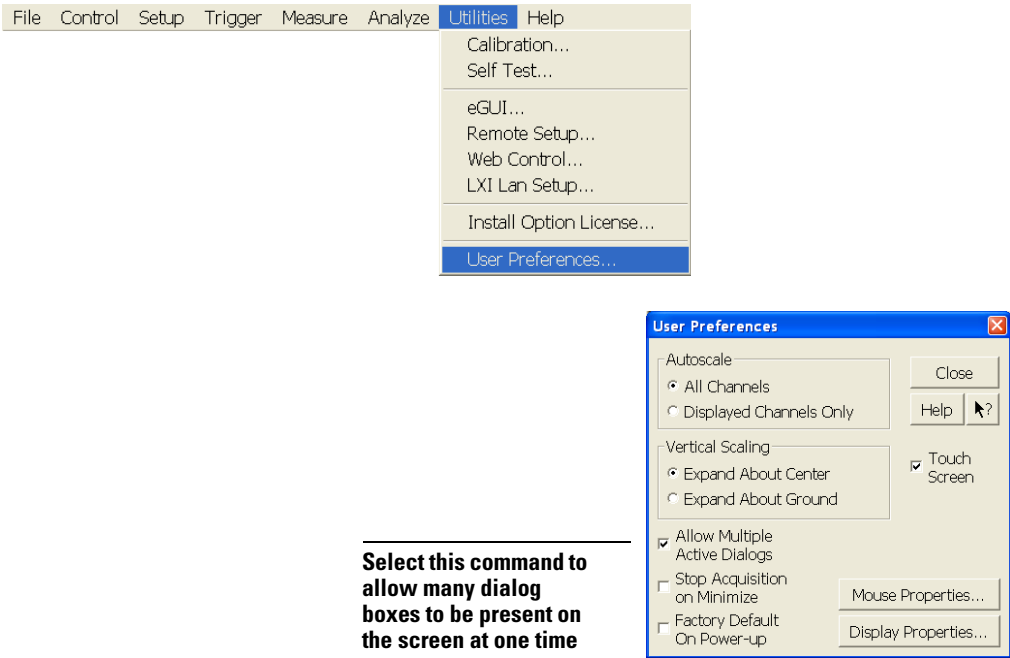 File Control Setup Trigger Measure Analyze Utilities Help
Calibration...
Self Test...
eGUI...
Remote Setup...
Web Control...
LXI Lan Setup...
Install Option License...
User Preferences...
User Preferences
Autoscale
All Channels
Displayed Channels Only
Close
Help ?
Vertical Scaling
Expand About Center
Expand About Ground
Touch
Screen
Allow Multiple
Active Dialogs
Stop Acquisition
on Minimize
Factory Default
On Power-up
Mouse Properties...
Display Properties...
Select this command to
allow many dialog
boxes to be present on
the screen at one time